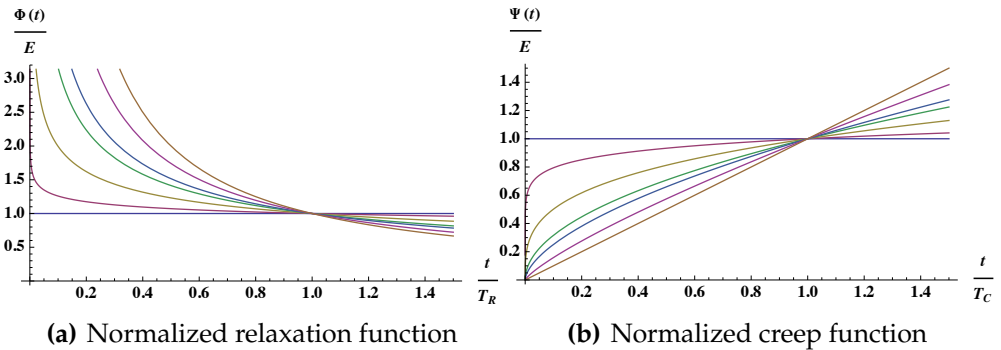 Φ(t)
E
3.0
2.5
2.0
1.5
1.0
0.5
0.2 0.4 0.6 0.8 1.0 1.2 1.4
t
T_R
(a) Normalized relaxation function
Ψ(t)
E
1.4
1.2
1.0
0.8
0.6
0.4
0.2
0.2 0.4 0.6 0.8 1.0 1.2 1.4
t
T_C
(b) Normalized creep function